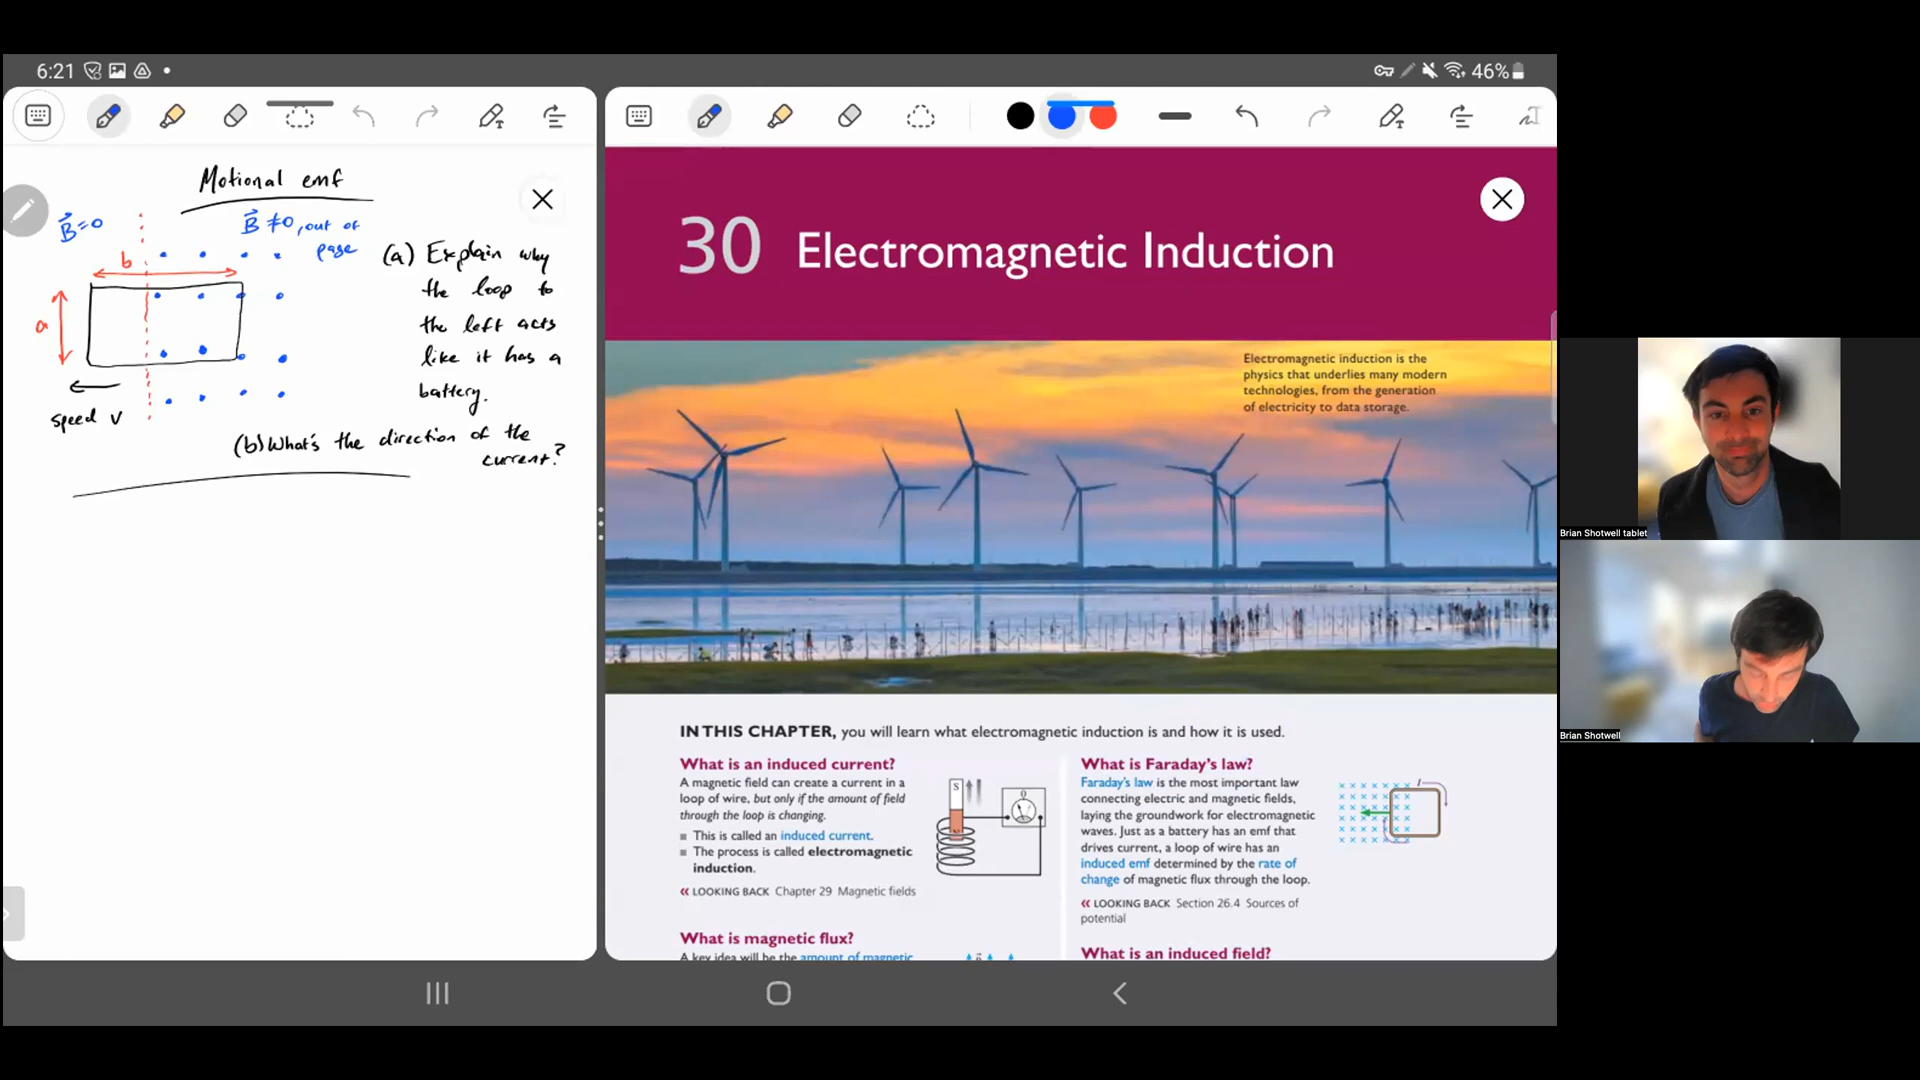 6:21
46%
Motional emf
B⃗=0
B⃗ ≠0, out of
page
b
a
speed v
(a) Explain why
the loop to
the left acts
like it has a
battery.
(b) What's the direction of the
current?
30 Electromagnetic Induction
Electromagnetic induction is the
physics that underlies many modern
technologies, from the generation
of electricity to data storage.
IN THIS CHAPTER, you will learn what electromagnetic induction is and how it is used.
What is an induced current?
A magnetic field can create a current in a
loop of wire, but only if the amount of field
through the loop is changing.
■ This is called an induced current.
■ The process is called electromagnetic
induction.
« LOOKING BACK Chapter 29 Magnetic fields
S
0
What is magnetic flux?
A key idea will be the amount of magnetic
What is Faraday's law?
Faraday's law is the most important law
connecting electric and magnetic fields,
laying the groundwork for electromagnetic
waves. Just as a battery has an emf that
drives current, a loop of wire has an
induced emf determined by the rate of
change of magnetic flux through the loop.
« LOOKING BACK Section 26.4 Sources of
potential
I
What is an induced field?
Brian Shotwell tablet
Brian Shotwell